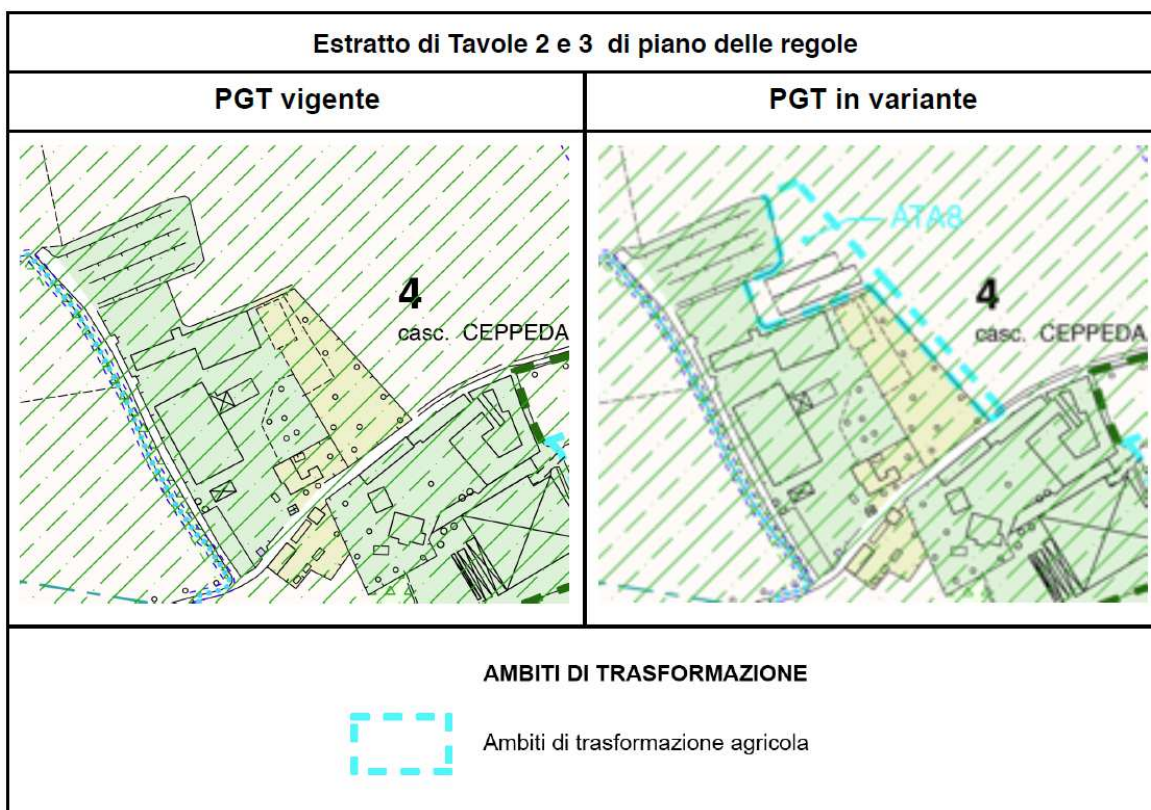 Estratto di Tavole 2 e 3 di piano delle regole
PGT vigente
PGT in variante
4
casc. CEPPEDA
ATA8
4
casc. CEPPEDA
AMBITI DI TRASFORMAZIONE
Ambiti di trasformazione agricola